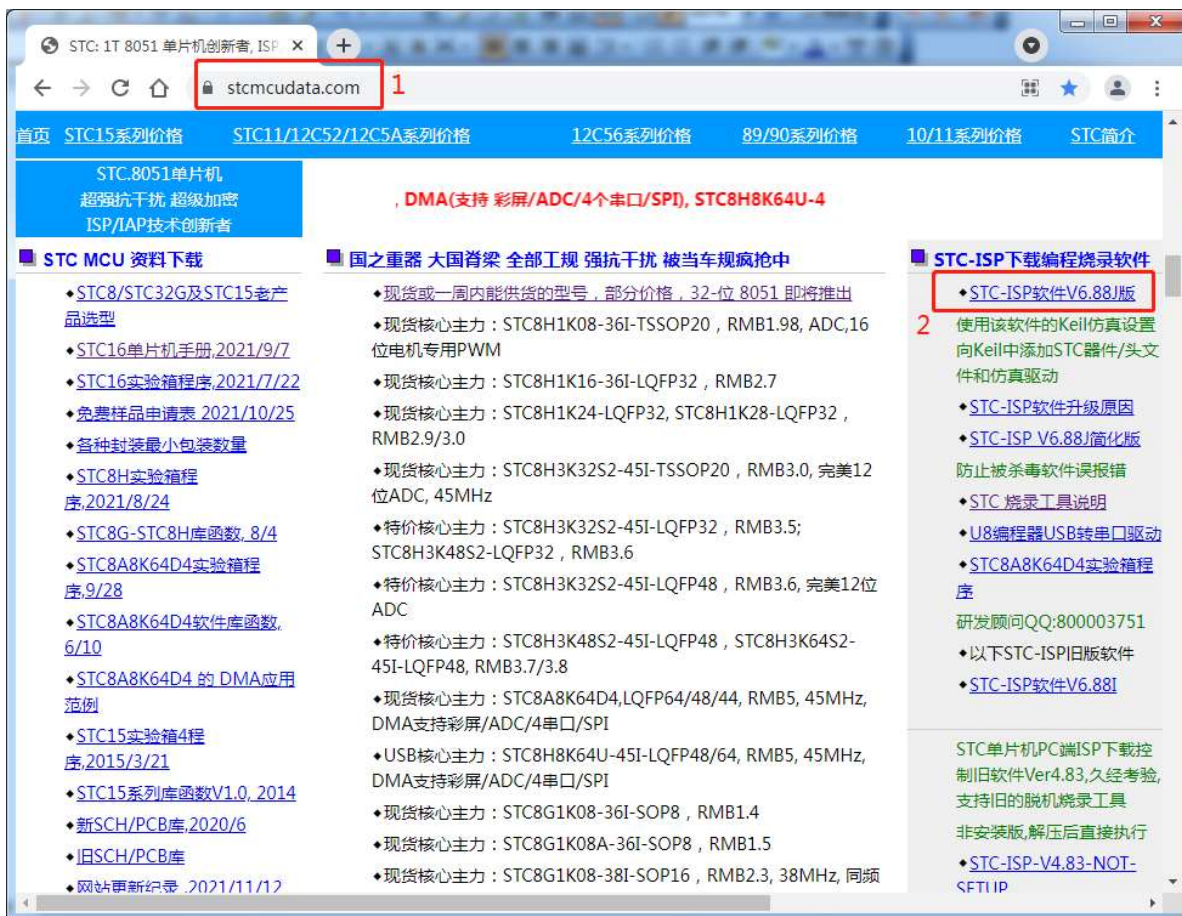 STC: 1T 8051 单片机创新者, ISP
stcmcudata.com
1
首页 STC15系列价格 STC11/12C52/12C5A系列价格 12C56系列价格 89/90系列价格 10/11系列价格 STC简介
STC.8051单片机
超强抗干扰 超级加密
ISP/IAP技术创新者
, DMA(支持 彩屏/ADC/4个串口/SPI), STC8H8K64U-4
STC MCU 资料下载
◆STC8/STC32G及STC15老产
品选型
◆STC16单片机手册,2021/9/7
◆STC16实验箱程序,2021/7/22
◆免费样品申请表 2021/10/25
◆各种封装最小包装数量
◆STC8H实验箱程
序,2021/8/24
◆STC8G-STC8H库函数, 8/4
◆STC8A8K64D4实验箱程
序,9/28
◆STC8A8K64D4软件库函数,
6/10
◆STC8A8K64D4 的 DMA应用
范例
◆STC15实验箱4程
序,2015/3/21
◆STC15系列库函数V1.0, 2014
◆新SCH/PCB库,2020/6
◆旧SCH/PCB库
◆网站更新纪录 ,2021/11/12
国之重器 大国脊梁 全部工规 强抗干扰 被当车规疯抢中
◆现货或一周内能供货的型号，部分价格，32-位 8051 即将推出
◆现货核心主力：STC8H1K08-36I-TSSOP20，RMB1.98, ADC,16
位电机专用PWM
◆现货核心主力：STC8H1K16-36I-LQFP32，RMB2.7
◆现货核心主力：STC8H1K24-LQFP32, STC8H1K28-LQFP32，
RMB2.9/3.0
◆现货核心主力：STC8H3K32S2-45I-TSSOP20，RMB3.0, 完美12
位ADC, 45MHz
◆特价核心主力：STC8H3K32S2-45I-LQFP32，RMB3.5;
STC8H3K48S2-LQFP32，RMB3.6
◆特价核心主力：STC8H3K32S2-45I-LQFP48，RMB3.6, 完美12位
ADC
◆特价核心主力：STC8H3K48S2-45I-LQFP48，STC8H3K64S2-
45I-LQFP48, RMB3.7/3.8
◆现货核心主力：STC8A8K64D4,LQFP64/48/44, RMB5, 45MHz,
DMA支持彩屏/ADC/4串口/SPI
◆USB核心主力：STC8H8K64U-45I-LQFP48/64, RMB5, 45MHz,
DMA支持彩屏/ADC/4串口/SPI
◆现货核心主力：STC8G1K08-36I-SOP8，RMB1.4
◆现货核心主力：STC8G1K08A-36I-SOP8，RMB1.5
◆现货核心主力：STC8G1K08-38I-SOP16，RMB2.3, 38MHz, 同频
STC-ISP下载编程烧录软件
◆STC-ISP软件V6.88J版
2
使用该软件的Keil仿真设置
向Keil中添加STC器件/头文
件和仿真驱动
◆STC-ISP软件升级原因
◆STC-ISP V6.88J简化版
防止被杀毒软件误报错
◆STC 烧录工具说明
◆U8编程器USB转串口驱动
◆STC8A8K64D4实验箱程
序
研发顾问QQ:800003751
◆以下STC-ISP旧版软件
◆STC-ISP软件V6.88I
STC单片机PC端ISP下载控
制旧软件Ver4.83,久经考验,
支持旧的脱机烧录工具
非安装版,解压后直接执行
◆STC-ISP-V4.83-NOT-
SETUP